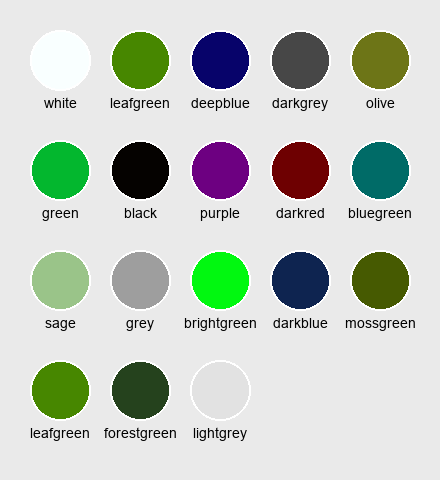 white leafgreen deepblue darkgrey olive
green black purple darkred bluegreen
sage grey brightgreen darkblue mossgreen
leafgreen forestgreen lightgrey